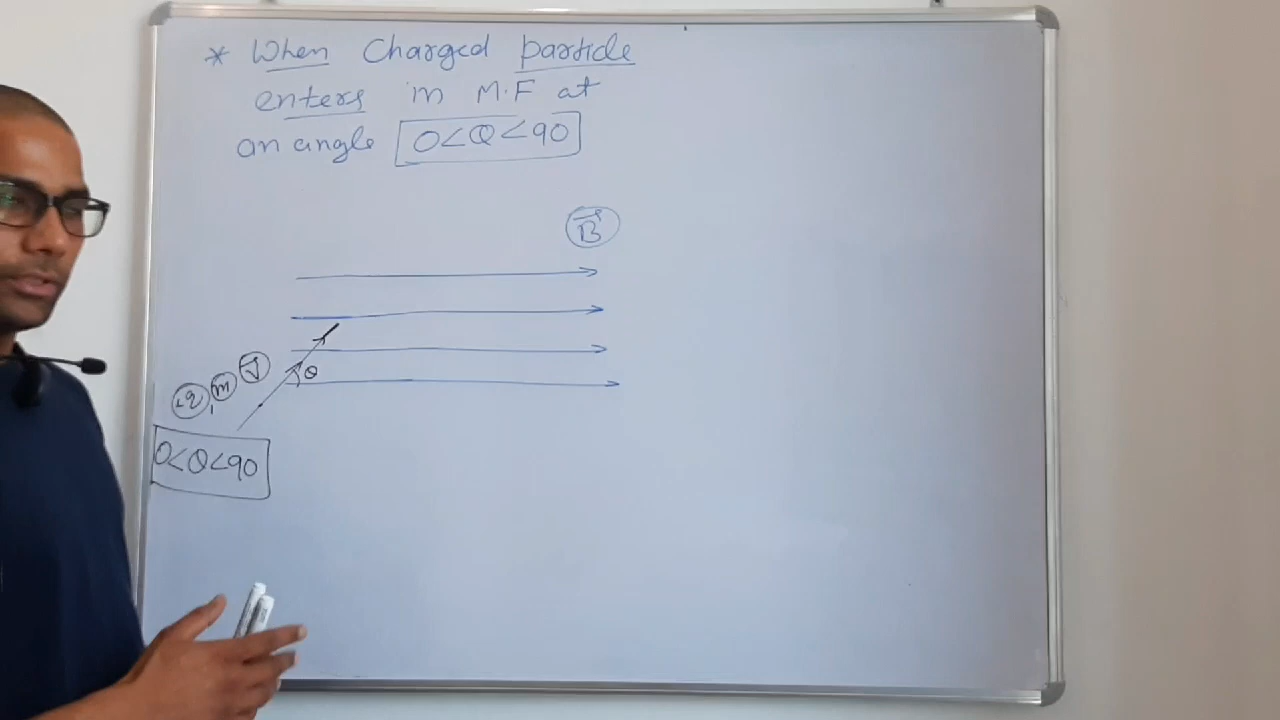 * When Charged particle
enters in M.F at
an angle 0<θ<90
B
q, m V
θ
0<θ<90